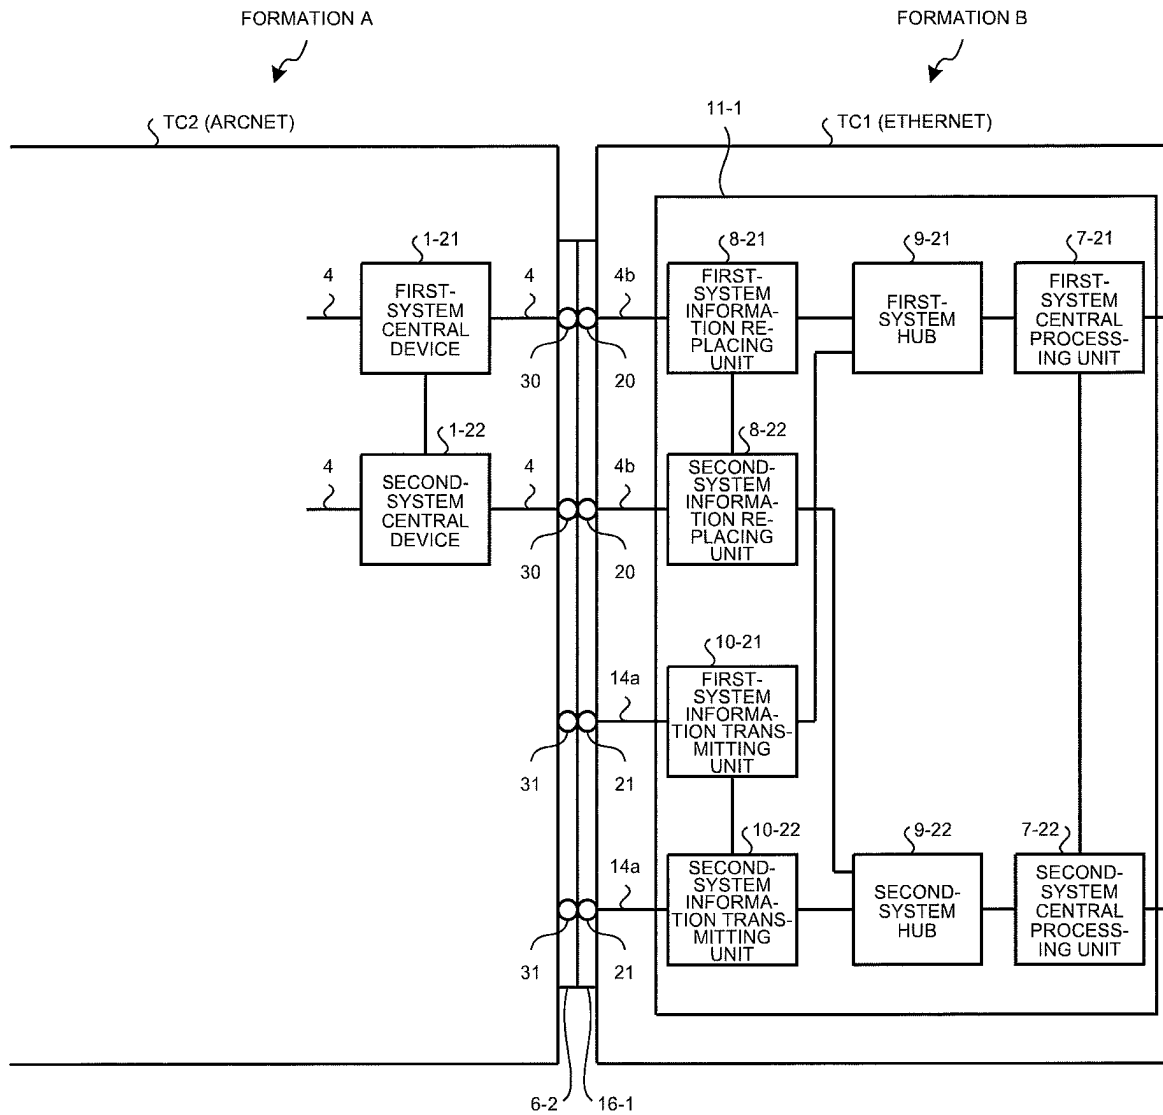 FORMATION A
FORMATION B
TC2 (ARCNET)
11-1
TC1 (ETHERNET)
1-21
8-21
9-21
7-21
4
4
4b
FIRST-
SYSTEM
CENTRAL
DEVICE
FIRST-
SYSTEM
INFORMA-
TION RE-
PLACING
UNIT
FIRST-
SYSTEM
HUB
FIRST-
SYSTEM
CENTRAL
PROCESS-
ING UNIT
30
20
1-22
8-22
4
4
4b
SECOND-
SYSTEM
CENTRAL
DEVICE
SECOND-
SYSTEM
INFORMA-
TION RE-
PLACING
UNIT
30
20
10-21
14a
FIRST-
SYSTEM
INFORMA-
TION TRANS-
MITTING
UNIT
31
21
10-22
9-22
7-22
14a
SECOND-
SYSTEM
INFORMA-
TION TRANS-
MITTING
UNIT
SECOND-
SYSTEM
HUB
SECOND-
SYSTEM
CENTRAL
PROCESS-
ING UNIT
31
21
6-2
16-1